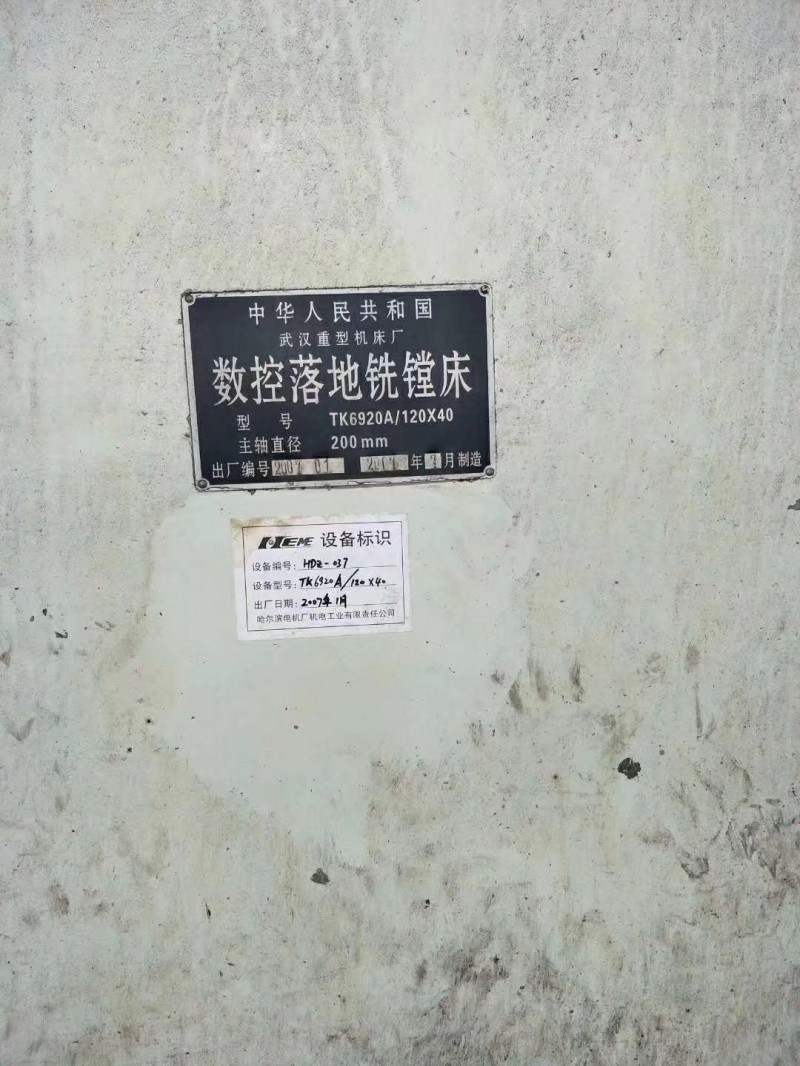 中华人民共和国
武汉重型机床厂
数控落地铣镗床
型 号 TK6920A/120X40
主轴直径 200mm
出厂编号 2007 01 年 月制造
HEME 设备标识
设备编号: HDZ-037
设备型号: TK6920A/120X40
出厂日期: 2007年1月
哈尔滨电机厂机电工业有限责任公司